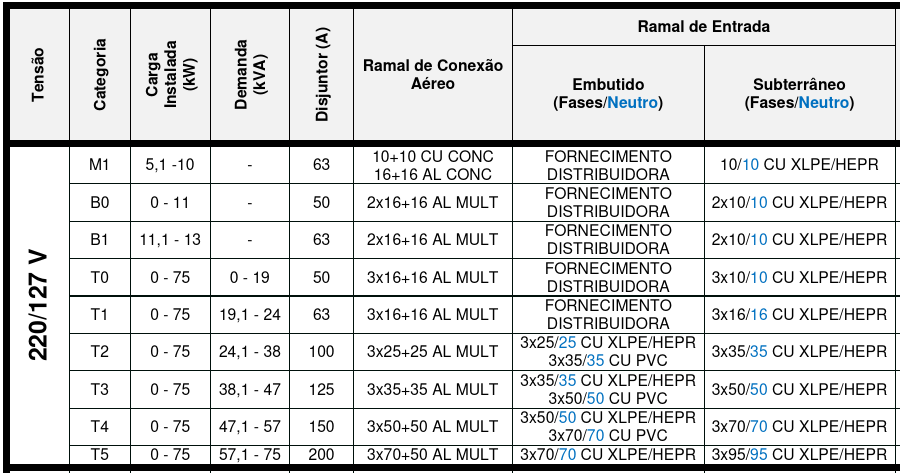 Tensão
Categoria
Carga
Instalada
(kW)
Demanda
(kVA)
Disjuntor (A)
Ramal de Conexão
Aéreo
Ramal de Entrada
Embutido
(Fases/Neutro)
Subterrâneo
(Fases/Neutro)
220/127 V
M1 5,1 -10 - 63 10+10 CU CONC FORNECIMENTO 10/10 CU XLPE/HEPR
16+16 AL CONC DISTRIBUIDORA
B0 0 - 11 - 50 2x16+16 AL MULT FORNECIMENTO 2x10/10 CU XLPE/HEPR
DISTRIBUIDORA
B1 11,1 - 13 - 63 2x16+16 AL MULT FORNECIMENTO 2x10/10 CU XLPE/HEPR
DISTRIBUIDORA
T0 0 - 75 0 - 19 50 3x16+16 AL MULT FORNECIMENTO 3x10/10 CU XLPE/HEPR
DISTRIBUIDORA
T1 0 - 75 19,1 - 24 63 3x16+16 AL MULT FORNECIMENTO 3x16/16 CU XLPE/HEPR
DISTRIBUIDORA
T2 0 - 75 24,1 - 38 100 3x25+25 AL MULT 3x25/25 CU XLPE/HEPR 3x35/35 CU XLPE/HEPR
3x35/35 CU PVC
T3 0 - 75 38,1 - 47 125 3x35+35 AL MULT 3x35/35 CU XLPE/HEPR 3x50/50 CU XLPE/HEPR
3x50/50 CU PVC
T4 0 - 75 47,1 - 57 150 3x50+50 AL MULT 3x50/50 CU XLPE/HEPR 3x70/70 CU XLPE/HEPR
3x70/70 CU PVC
T5 0 - 75 57,1 - 75 200 3x70+50 AL MULT 3x70/70 CU XLPE/HEPR 3x95/95 CU XLPE/HEPR